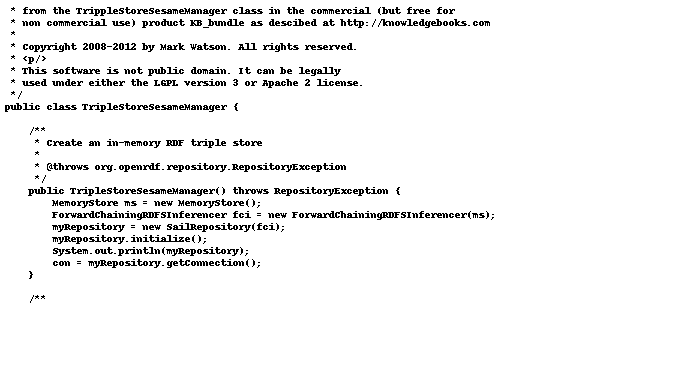 * from the TrippleStoreSesameManager class in the commercial (but free for
 * non commercial use) product KB_bundle as descibed at http://knowledgebooks.com
 *
 * Copyright 2008-2012 by Mark Watson. All rights reserved.
 * <p/>
 * This software is not public domain. It can be legally
 * used under either the LGPL version 3 or Apache 2 license.
 */
public class TripleStoreSesameManager {

    /**
     * Create an in-memory RDF triple store
     *
     * @throws org.openrdf.repository.RepositoryException
     */
    public TripleStoreSesameManager() throws RepositoryException {
        MemoryStore ms = new MemoryStore();
        ForwardChainingRDFSInferencer fci = new ForwardChainingRDFSInferencer(ms);
        myRepository = new SailRepository(fci);
        myRepository.initialize();
        System.out.println(myRepository);
        con = myRepository.getConnection();
    }

    /**